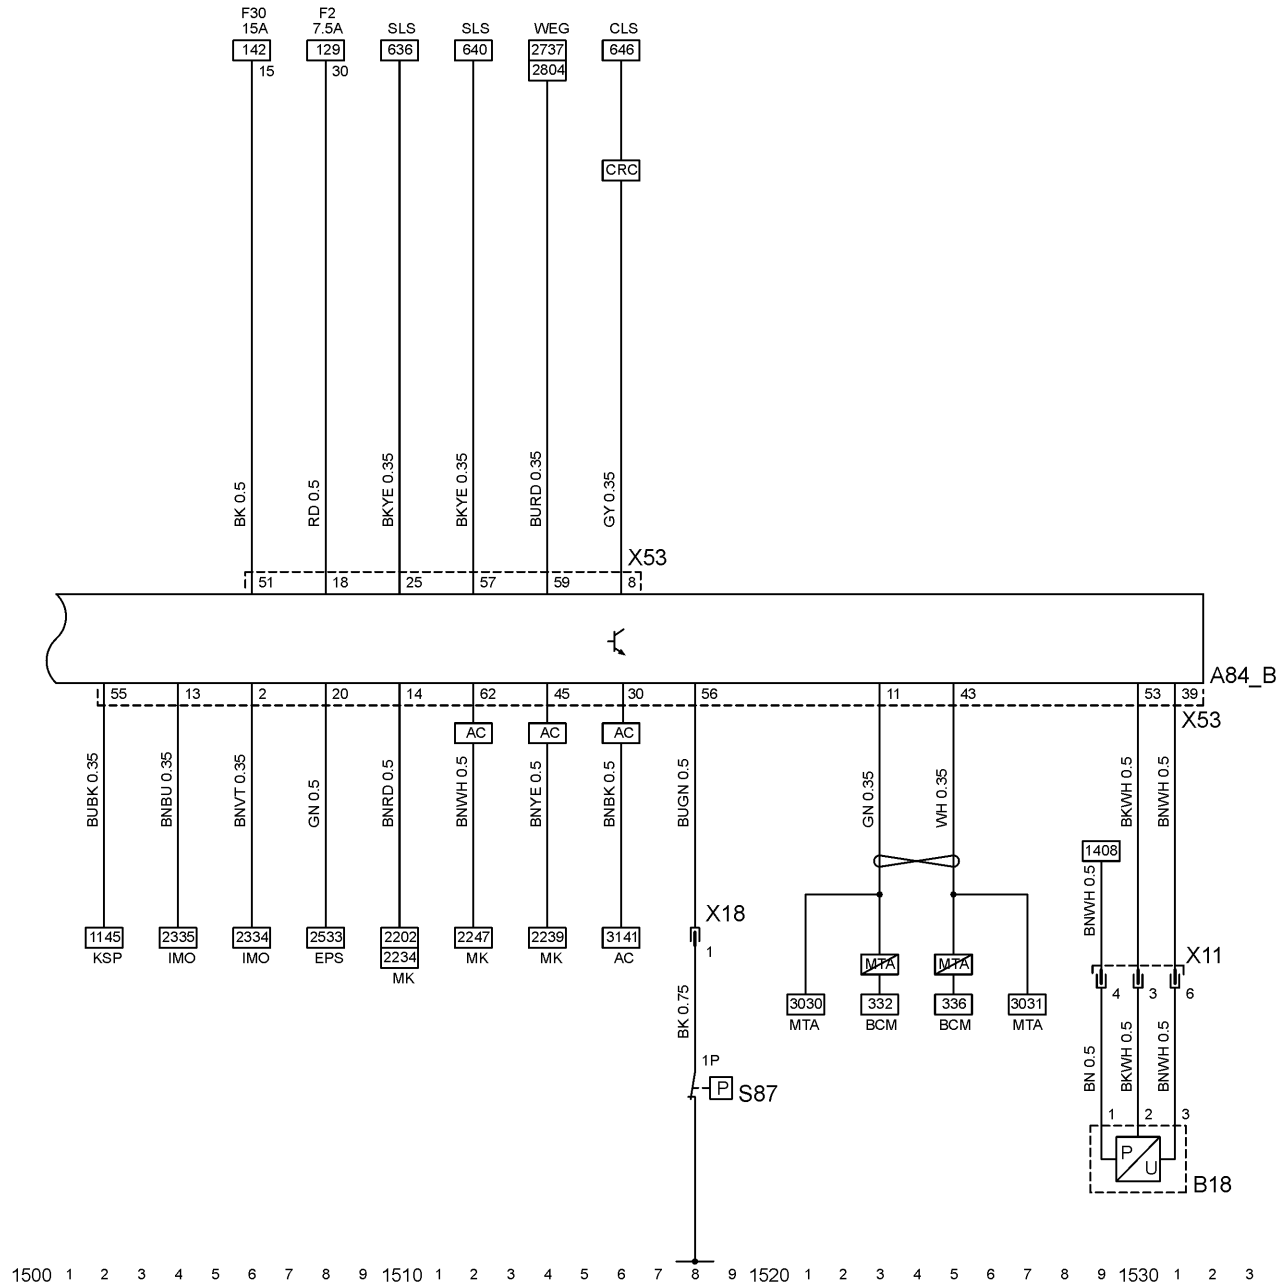 F30 F2
15A 7.5A SLS SLS WEG CLS
142 129 636 640 2737 646
15 30 2804
CRC
BK 0.5 RD 0.5 BKYE 0.35 BKYE 0.35 BURD 0.35 GY 0.35
X53
51 18 25 57 59 8
A84_B
55 13 2 20 14 62 45 30 56 11 43 53 39
X53
AC AC AC
BUBK 0.35 BNBU 0.35 BNVT 0.35 GN 0.5 BNRD 0.5 BNWH 0.5 BNYE 0.5 BNBK 0.5 BUGN 0.5 GN 0.35 WH 0.35 BKWH 0.5 BNWH 0.5
1408
BNWH 0.5
X18
1145 2335 2334 2533 2202 2247 2239 3141
KSP IMO IMO EPS 2234 MK MK AC
MK
1
X11
MTA MTA
4 3 6
3030 332 336 3031
MTA BCM BCM MTA
BK 0.75
BN 0.5 BKWH 0.5 BNWH 0.5
1P
P S87
1 2 3
P
U
B18
1500 1 2 3 4 5 6 7 8 9 1510 1 2 3 4 5 6 7 8 9 1520 1 2 3 4 5 6 7 8 9 1530 1 2 3